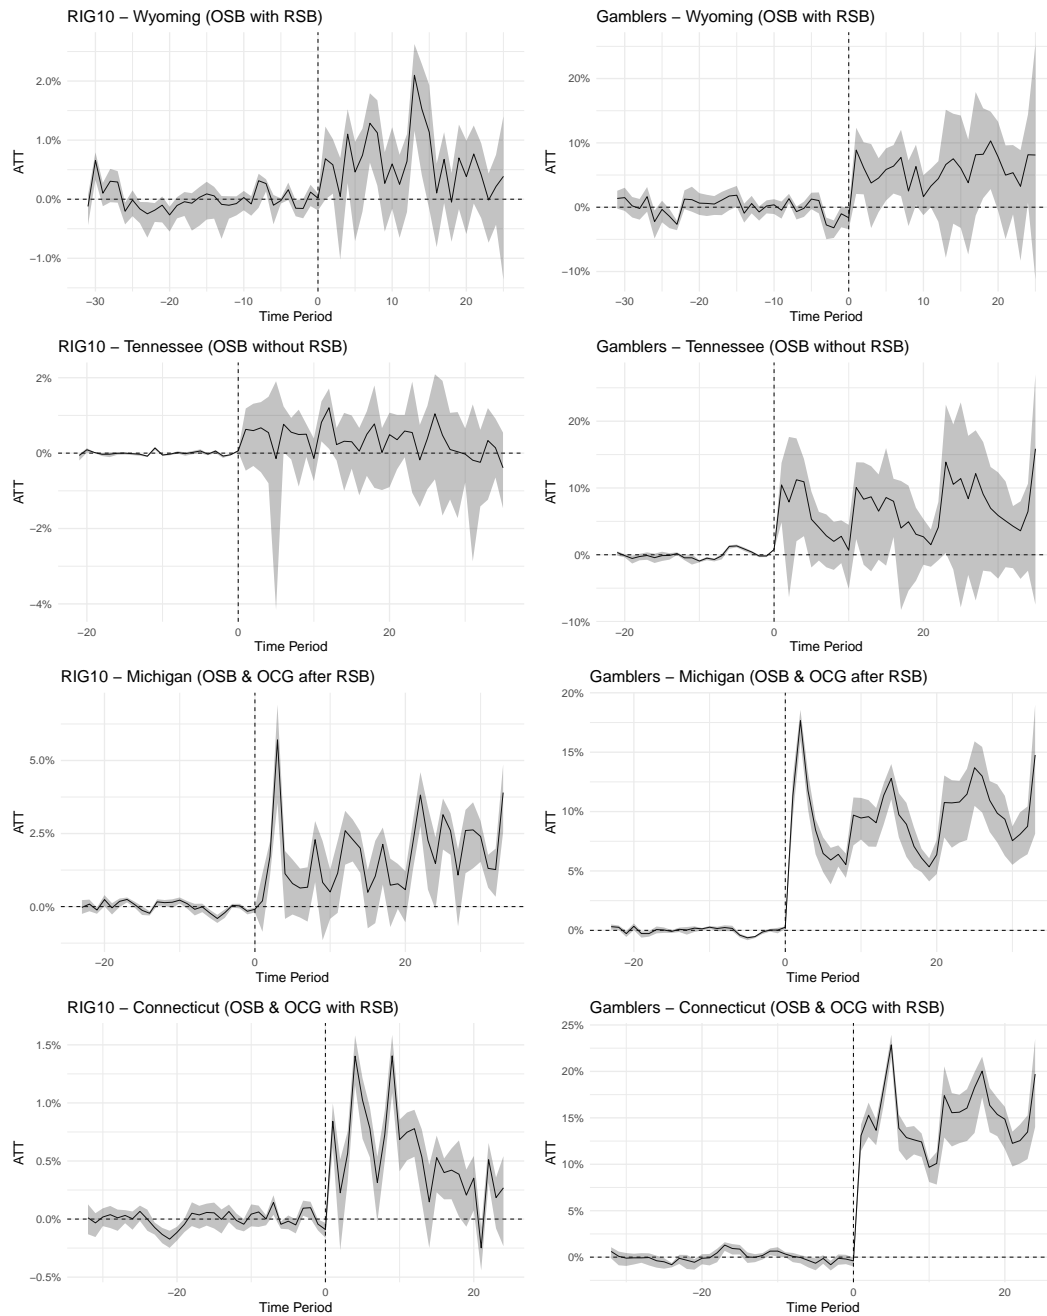 RIG10 − Wyoming (OSB with RSB)
2.0%
1.0%
0.0%
−1.0%
ATT
−30
−20
−10
0
10
20
Time Period
Gamblers − Wyoming (OSB with RSB)
20%
10%
0%
−10%
ATT
−30
−20
−10
0
10
20
Time Period
RIG10 − Tennessee (OSB without RSB)
2%
0%
−2%
−4%
ATT
−20
0
20
Time Period
Gamblers − Tennessee (OSB without RSB)
20%
10%
0%
−10%
ATT
−20
0
20
Time Period
RIG10 − Michigan (OSB & OCG after RSB)
5.0%
2.5%
0.0%
ATT
−20
0
20
Time Period
Gamblers − Michigan (OSB & OCG after RSB)
20%
15%
10%
5%
0%
ATT
−20
0
20
Time Period
RIG10 − Connecticut (OSB & OCG with RSB)
1.5%
1.0%
0.5%
0.0%
−0.5%
ATT
−20
0
20
Time Period
Gamblers − Connecticut (OSB & OCG with RSB)
25%
20%
15%
10%
5%
0%
ATT
−30
−20
−10
0
10
20
Time Period